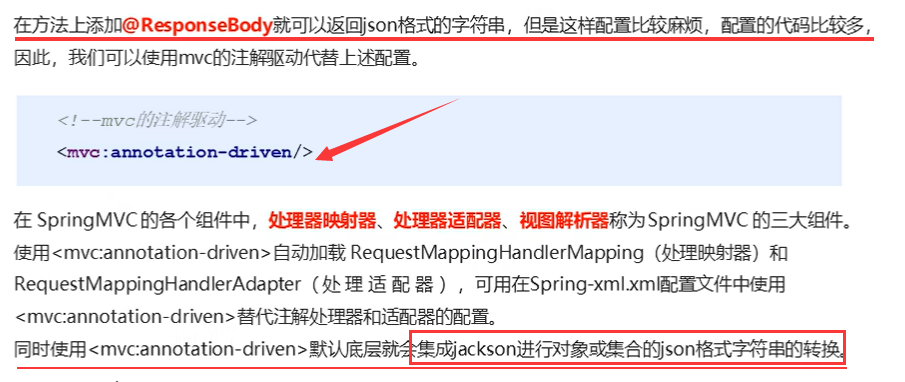 在方法上添加@ResponseBody就可以返回json格式的字符串，但是这样配置比较麻烦，配置的代码比较多，
因此，我们可以使用mvc的注解驱动代替上述配置。
<!--mvc的注解驱动-->
<mvc:annotation-driven/>
在 SpringMVC 的各个组件中，处理器映射器、处理器适配器、视图解析器称为 SpringMVC 的三大组件。
使用<mvc:annotation-driven>自动加载 RequestMappingHandlerMapping（处理映射器）和
RequestMappingHandlerAdapter（处 理 适 配 器），可用在Spring-xml.xml配置文件中使用
<mvc:annotation-driven>替代注解处理器和适配器的配置。
同时使用<mvc:annotation-driven>默认底层就会集成jackson进行对象或集合的json格式字符串的转换。